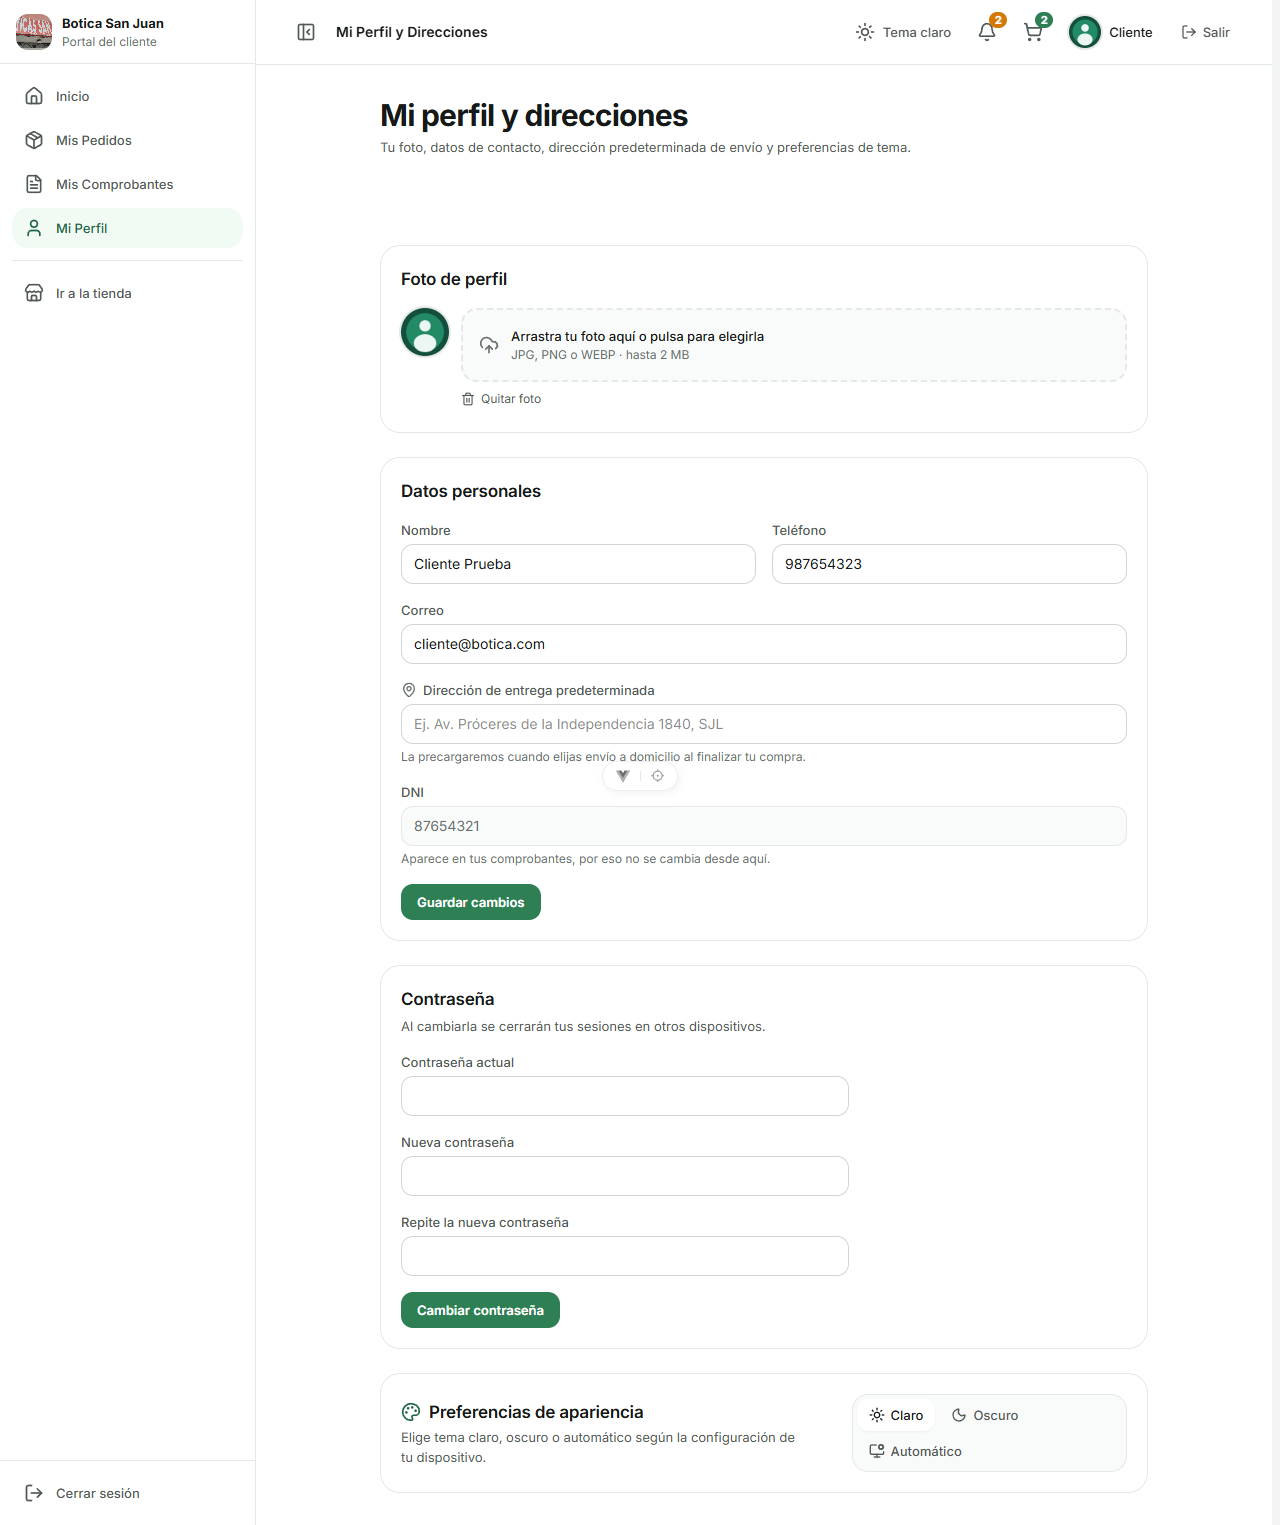 Botica San Juan
Portal del cliente
Inicio
Mis Pedidos
Mis Comprobantes
Mi Perfil
Ir a la tienda
Cerrar sesión
Mi Perfil y Direcciones
Tema claro
2
2
Cliente
Salir
Mi perfil y direcciones
Tu foto, datos de contacto, dirección predeterminada de envío y preferencias de tema.
Foto de perfil
Arrastra tu foto aquí o pulsa para elegirla
JPG, PNG o WEBP · hasta 2 MB
Quitar foto
Datos personales
Nombre
Cliente Prueba
Teléfono
987654323
Correo
cliente@botica.com
Dirección de entrega predeterminada
Ej. Av. Próceres de la Independencia 1840, SJL
La precargaremos cuando elijas envío a domicilio al finalizar tu compra.
DNI
87654321
Aparece en tus comprobantes, por eso no se cambia desde aquí.
Guardar cambios
Contraseña
Al cambiarla se cerrarán tus sesiones en otros dispositivos.
Contraseña actual
Nueva contraseña
Repite la nueva contraseña
Cambiar contraseña
Preferencias de apariencia
Elige tema claro, oscuro o automático según la configuración de
tu dispositivo.
Claro
Oscuro
Automático